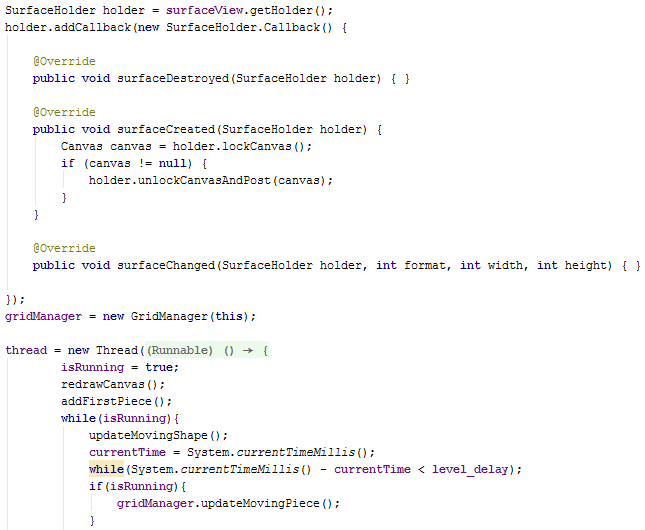 SurfaceHolder holder = surfaceView.getHolder();
holder.addCallback(new SurfaceHolder.Callback() {
@Override
public void surfaceDestroyed(SurfaceHolder holder) { }
@Override
public void surfaceCreated(SurfaceHolder holder) {
Canvas canvas = holder.lockCanvas();
if (canvas != null) {
holder.unlockCanvasAndPost(canvas);
}
}
@Override
public void surfaceChanged(SurfaceHolder holder, int format, int width, int height) { }
});
gridManager = new GridManager(this);
thread = new Thread((Runnable) () → {
isRunning = true;
redrawCanvas();
addFirstPiece();
while(isRunning){
updateMovingShape();
currentTime = System.currentTimeMillis();
while(System.currentTimeMillis() - currentTime < level_delay);
if(isRunning){
gridManager.updateMovingPiece();
}